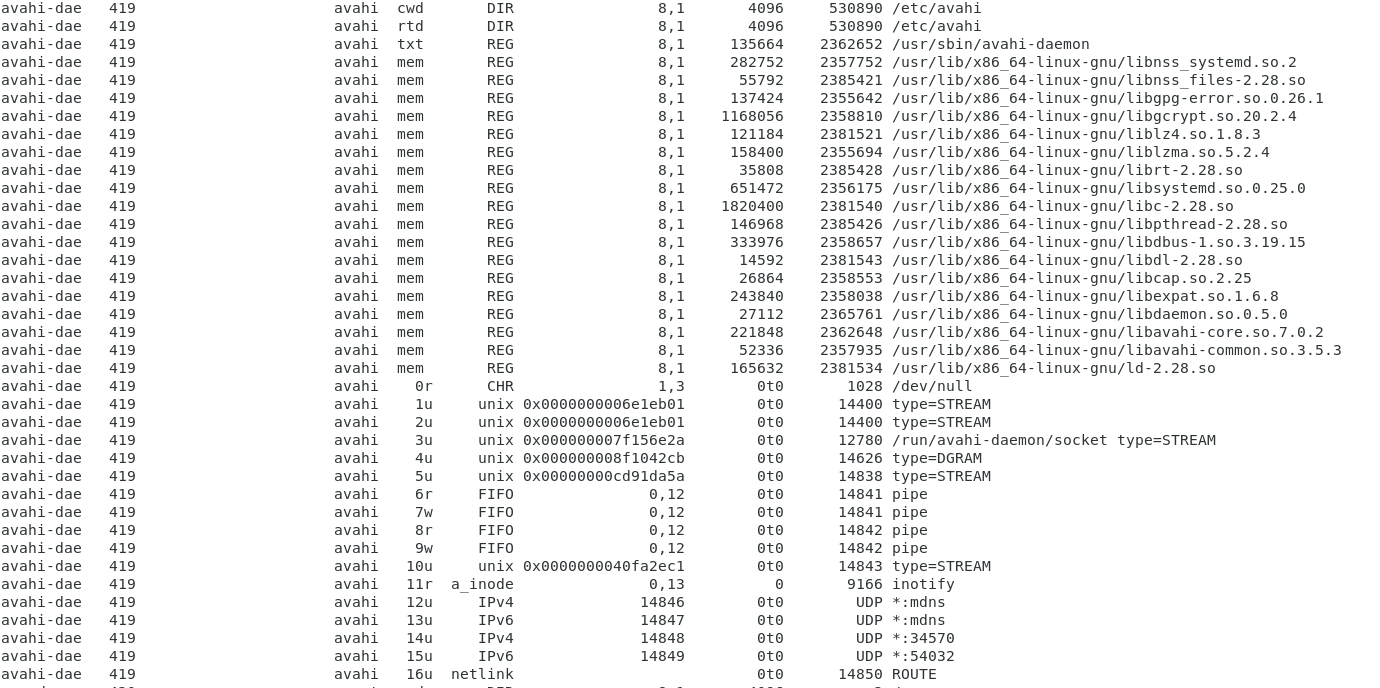 avahi-dae 419 avahi cwd DIR 8,1 4096 530890 /etc/avahi
avahi-dae 419 avahi rtd DIR 8,1 4096 530890 /etc/avahi
avahi-dae 419 avahi txt REG 8,1 135664 2362652 /usr/sbin/avahi-daemon
avahi-dae 419 avahi mem REG 8,1 282752 2357752 /usr/lib/x86_64-linux-gnu/libnss_systemd.so.2
avahi-dae 419 avahi mem REG 8,1 55792 2385421 /usr/lib/x86_64-linux-gnu/libnss_files-2.28.so
avahi-dae 419 avahi mem REG 8,1 137424 2355642 /usr/lib/x86_64-linux-gnu/libgpg-error.so.0.26.1
avahi-dae 419 avahi mem REG 8,1 1168056 2358810 /usr/lib/x86_64-linux-gnu/libgcrypt.so.20.2.4
avahi-dae 419 avahi mem REG 8,1 121184 2381521 /usr/lib/x86_64-linux-gnu/liblz4.so.1.8.3
avahi-dae 419 avahi mem REG 8,1 158400 2355694 /usr/lib/x86_64-linux-gnu/liblzma.so.5.2.4
avahi-dae 419 avahi mem REG 8,1 35808 2385428 /usr/lib/x86_64-linux-gnu/librt-2.28.so
avahi-dae 419 avahi mem REG 8,1 651472 2356175 /usr/lib/x86_64-linux-gnu/libsystemd.so.0.25.0
avahi-dae 419 avahi mem REG 8,1 1820400 2381540 /usr/lib/x86_64-linux-gnu/libc-2.28.so
avahi-dae 419 avahi mem REG 8,1 146968 2385426 /usr/lib/x86_64-linux-gnu/libpthread-2.28.so
avahi-dae 419 avahi mem REG 8,1 333976 2358657 /usr/lib/x86_64-linux-gnu/libdbus-1.so.3.19.15
avahi-dae 419 avahi mem REG 8,1 14592 2381543 /usr/lib/x86_64-linux-gnu/libdl-2.28.so
avahi-dae 419 avahi mem REG 8,1 26864 2358553 /usr/lib/x86_64-linux-gnu/libcap.so.2.25
avahi-dae 419 avahi mem REG 8,1 243840 2358038 /usr/lib/x86_64-linux-gnu/libexpat.so.1.6.8
avahi-dae 419 avahi mem REG 8,1 27112 2365761 /usr/lib/x86_64-linux-gnu/libdaemon.so.0.5.0
avahi-dae 419 avahi mem REG 8,1 221848 2362648 /usr/lib/x86_64-linux-gnu/libavahi-core.so.7.0.2
avahi-dae 419 avahi mem REG 8,1 52336 2357935 /usr/lib/x86_64-linux-gnu/libavahi-common.so.3.5.3
avahi-dae 419 avahi mem REG 8,1 165632 2381534 /usr/lib/x86_64-linux-gnu/ld-2.28.so
avahi-dae 419 avahi 0r CHR 1,3 0t0 1028 /dev/null
avahi-dae 419 avahi 1u unix 0x0000000006e1eb01 0t0 14400 type=STREAM
avahi-dae 419 avahi 2u unix 0x0000000006e1eb01 0t0 14400 type=STREAM
avahi-dae 419 avahi 3u unix 0x000000007f156e2a 0t0 12780 /run/avahi-daemon/socket type=STREAM
avahi-dae 419 avahi 4u unix 0x000000008f1042cb 0t0 14626 type=DGRAM
avahi-dae 419 avahi 5u unix 0x00000000cd91da5a 0t0 14838 type=STREAM
avahi-dae 419 avahi 6r FIFO 0,12 0t0 14841 pipe
avahi-dae 419 avahi 7w FIFO 0,12 0t0 14841 pipe
avahi-dae 419 avahi 8r FIFO 0,12 0t0 14842 pipe
avahi-dae 419 avahi 9w FIFO 0,12 0t0 14842 pipe
avahi-dae 419 avahi 10u unix 0x0000000040fa2ec1 0t0 14843 type=STREAM
avahi-dae 419 avahi 11r a_inode 0,13 0 9166 inotify
avahi-dae 419 avahi 12u IPv4 14846 0t0 UDP *:mdns
avahi-dae 419 avahi 13u IPv6 14847 0t0 UDP *:mdns
avahi-dae 419 avahi 14u IPv4 14848 0t0 UDP *:34570
avahi-dae 419 avahi 15u IPv6 14849 0t0 UDP *:54032
avahi-dae 419 avahi 16u netlink 0t0 14850 ROUTE